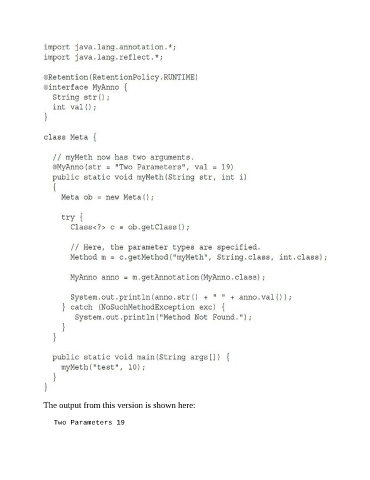 import java.lang.annotation.*;
import java.lang.reflect.*;

@Retention(RetentionPolicy.RUNTIME)
@interface MyAnno {
  String str();
  int val();
}

class Meta {

  // myMeth now has two arguments.
  @MyAnno(str = "Two Parameters", val = 19)
  public static void myMeth(String str, int i)
  {
    Meta ob = new Meta();

    try {
      Class<?> c = ob.getClass();

      // Here, the parameter types are specified.
      Method m = c.getMethod("myMeth", String.class, int.class);

      MyAnno anno = m.getAnnotation(MyAnno.class);

      System.out.println(anno.str() + " " + anno.val());
    } catch (NoSuchMethodException exc) {
       System.out.println("Method Not Found.");
    }
  }

  public static void main(String args[]) {
    myMeth("test", 10);
  }
}
The output from this version is shown here:
Two Parameters 19